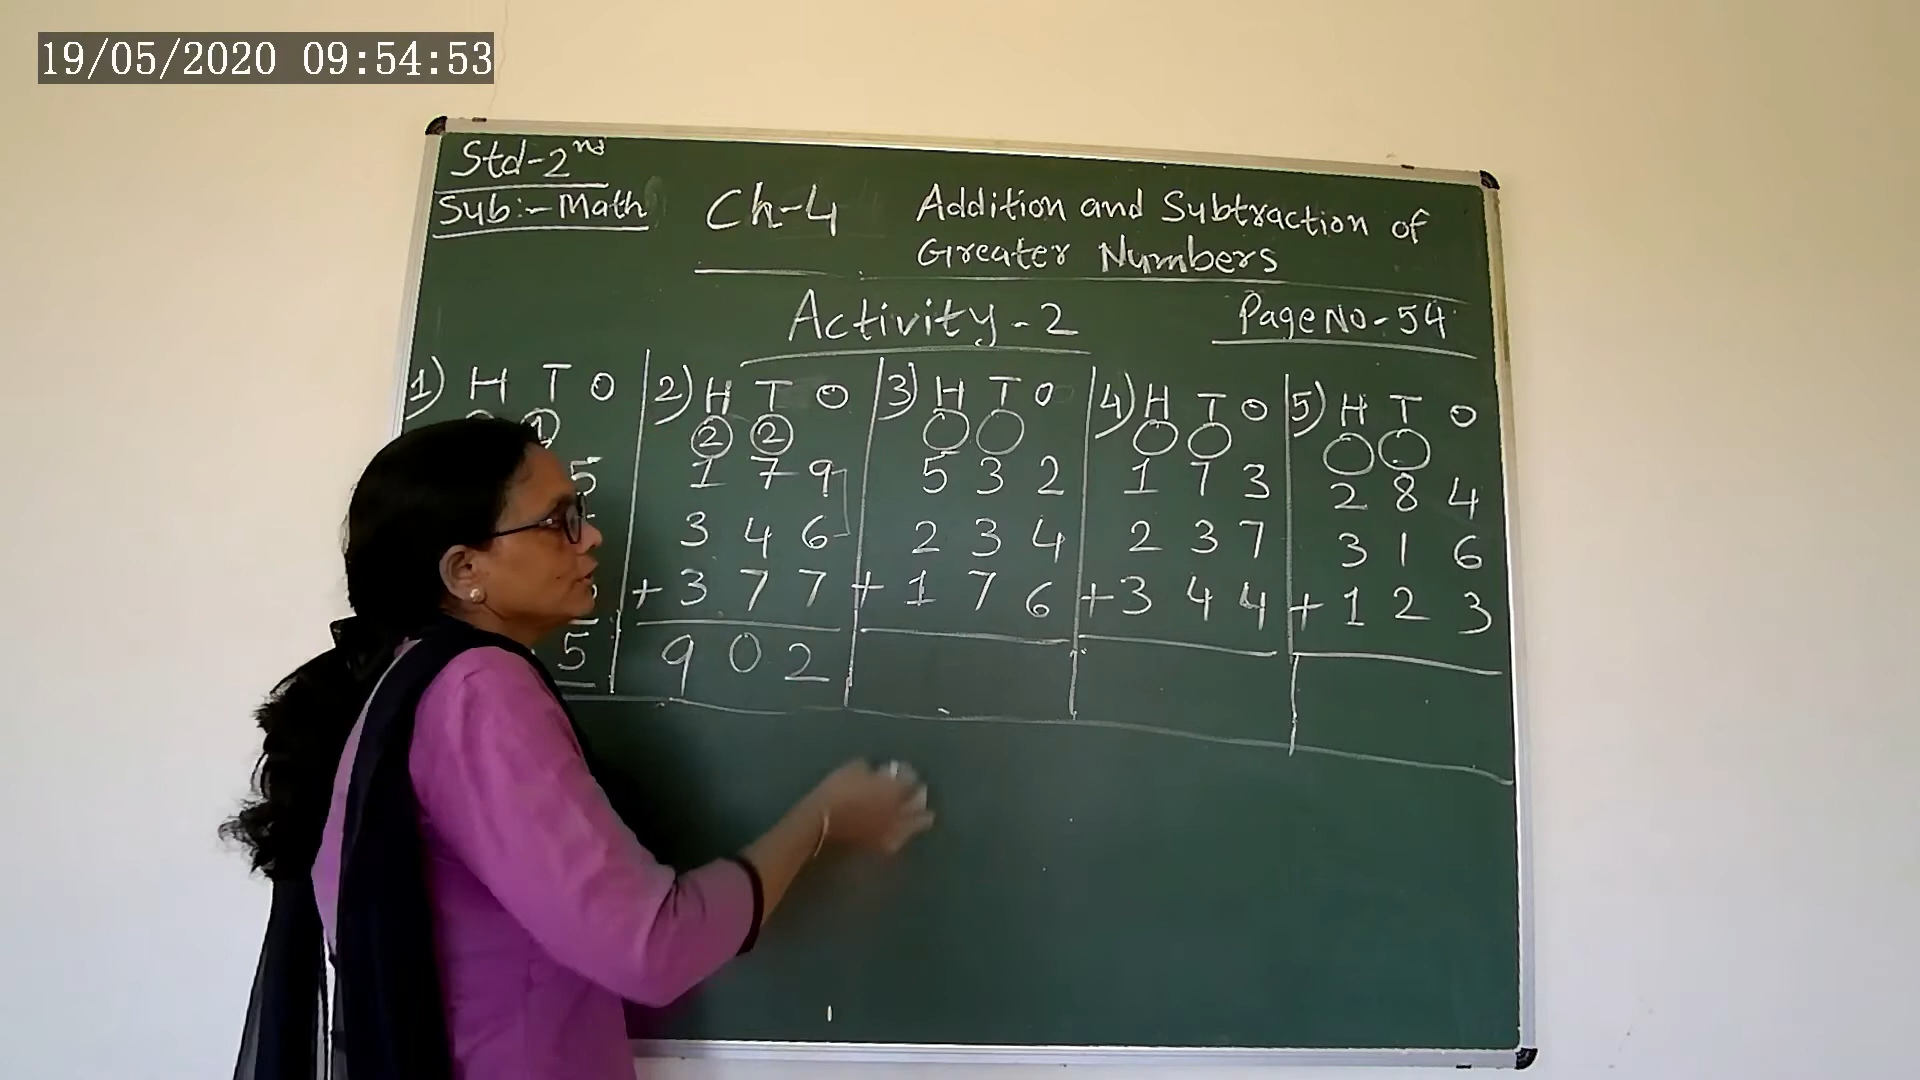 19/05/2020 09:54:53
Std-2nd
Sub:- Math
Ch-4 Addition and Subtraction of
Greater Numbers
Activity-2
Page No-54
1) H T O
1
5
5
2) H T O
2 2
1 7 9
3 4 6
+ 3 7 7
9 0 2
3) H T O
5 3 2
2 3 4
+ 1 7 6
4) H T O
1 7 3
2 3 7
+ 3 4 4
5) H T O
2 8 4
3 1 6
+ 1 2 3